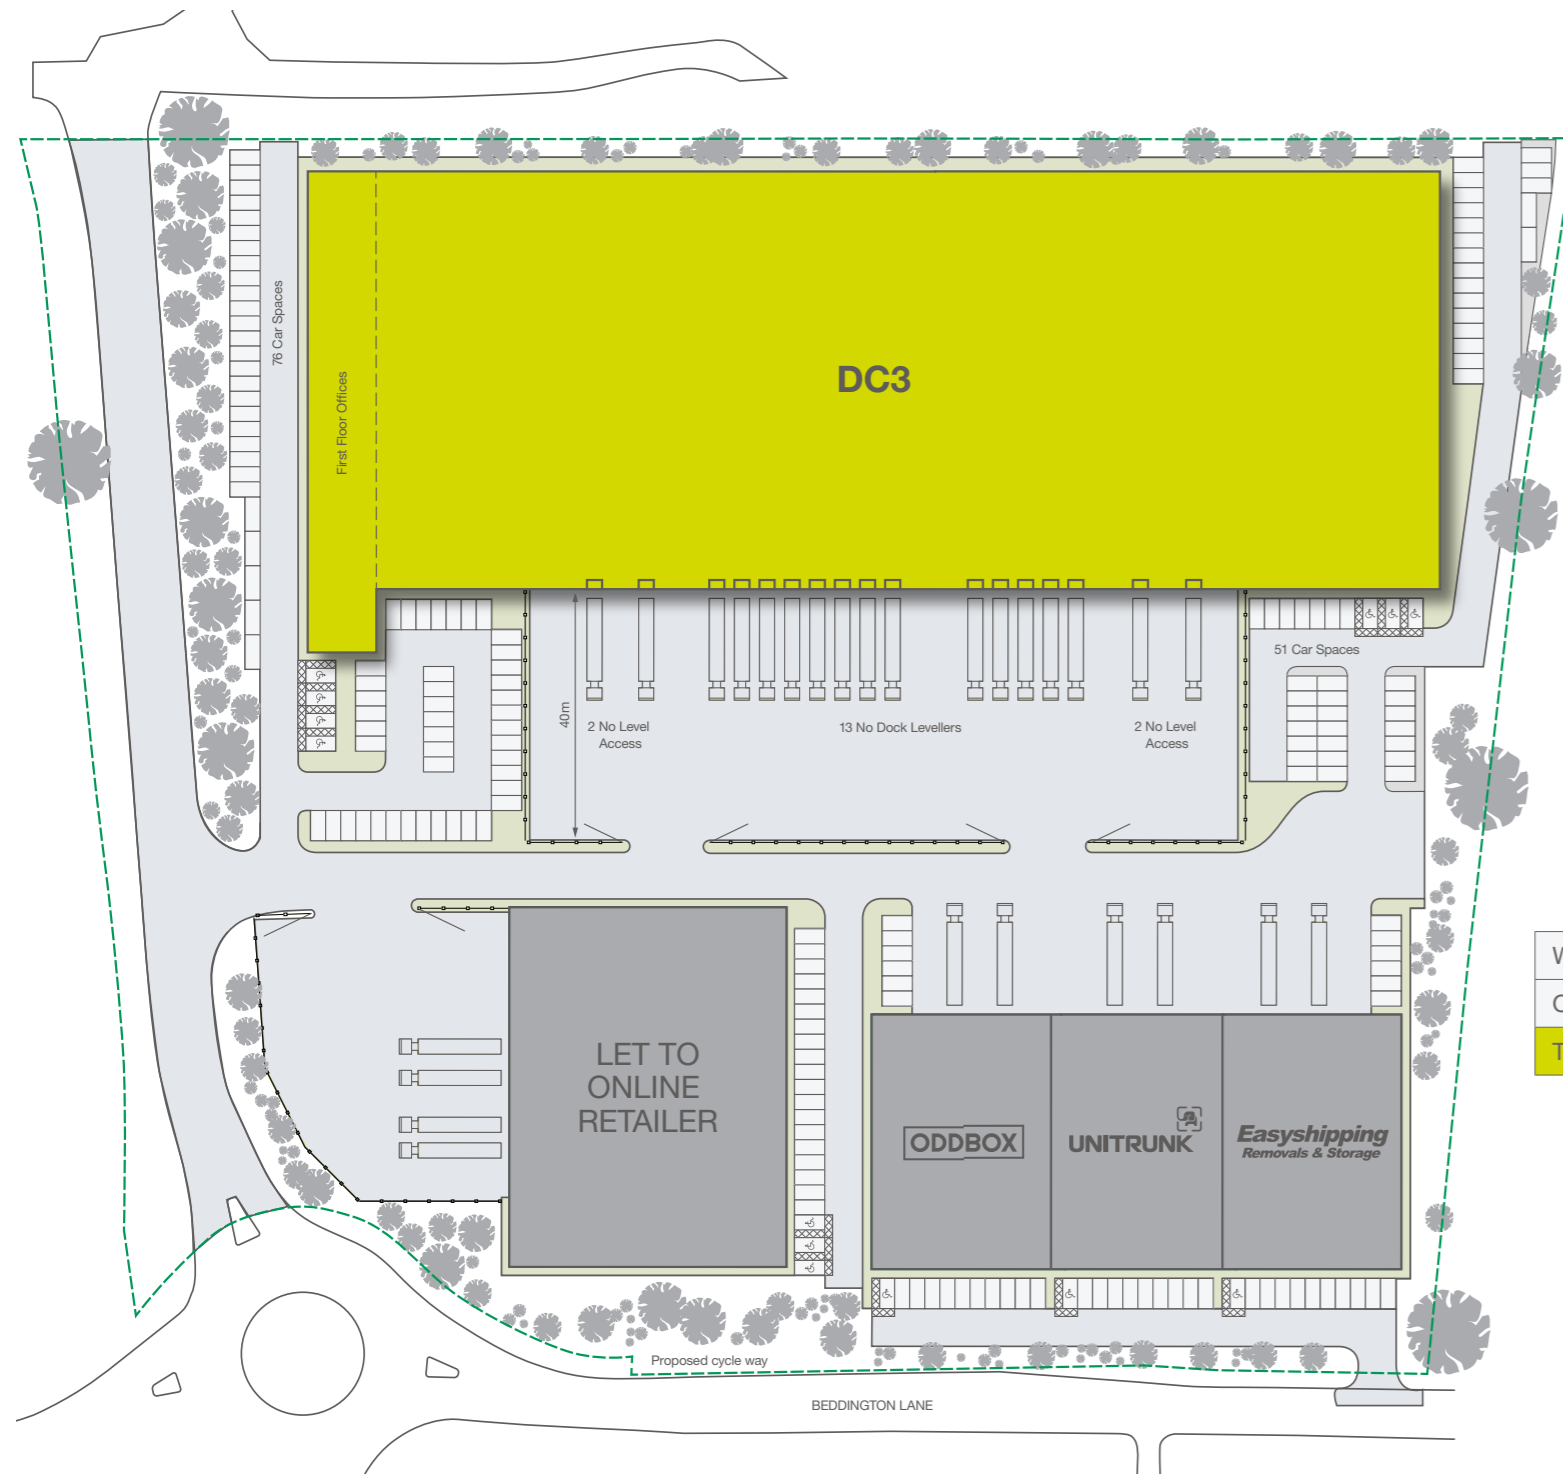 76 Car Spaces
First Floor Offices
DC3
40m
2 No Level
Access
13 No Dock Levellers
2 No Level
Access
51 Car Spaces
LET TO
ONLINE
RETAILER
ODDBOX
UNITRUNK
Easyshipping
Removals & Storage
Proposed cycle way
BEDDINGTON LANE